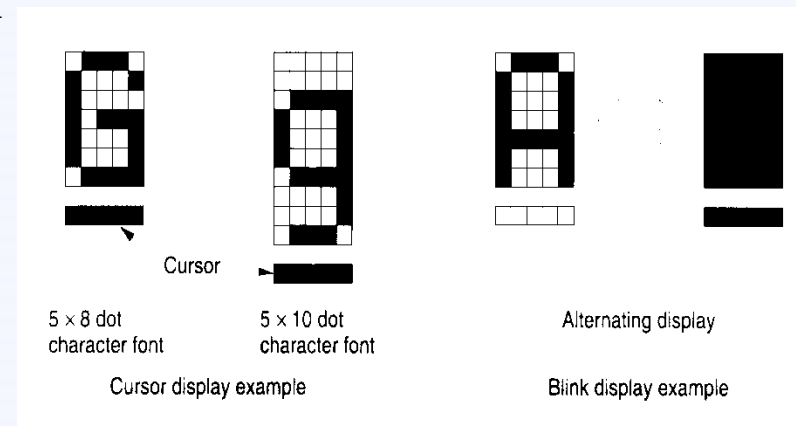 Cursor
5 × 8 dot
character font
5 × 10 dot
character font
Cursor display example
Alternating display
Blink display example